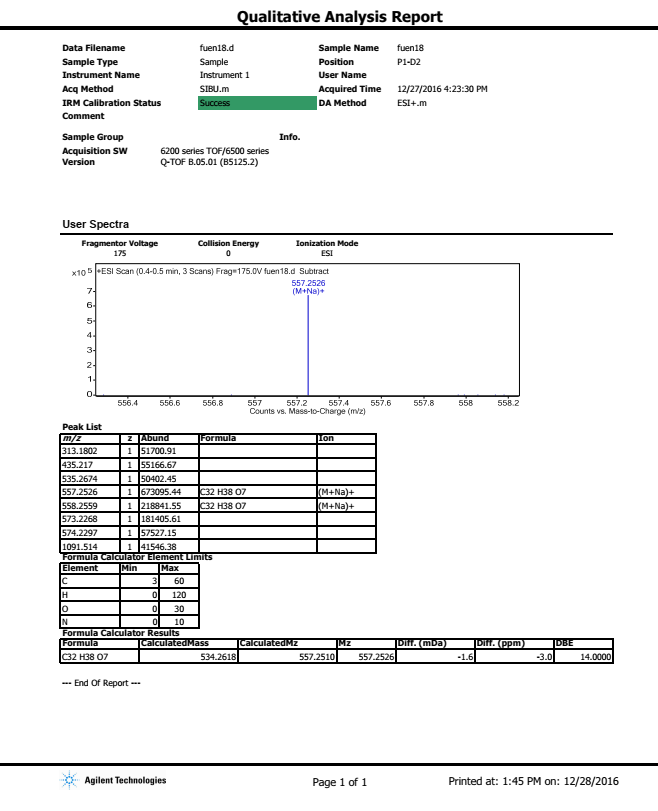 Qualitative Analysis Report
Data Filename fuen18.d Sample Name fuen18
Sample Type Sample Position P1-D2
Instrument Name Instrument 1 User Name
Acq Method SIBU.m Acquired Time 12/27/2016 4:23:30 PM
IRM Calibration Status Success DA Method ESI+.m
Comment
Sample Group Info.
Acquisition SW 6200 series TOF/6500 series
Version Q-TOF B.05.01 (B5125.2)
User Spectra
Fragmentor Voltage Collision Energy Ionization Mode
175 0 ESI
x10 5 +ESI Scan (0.4-0.5 min, 3 Scans) Frag=175.0V fuen18.d Subtract
557.2526
(M+Na)+
7
6
5
4
3
2
1
0
556.4 556.6 556.8 557 557.2 557.4 557.6 557.8 558 558.2
Counts vs. Mass-to-Charge (m/z)
Peak List
m/z z Abund Formula Ion
313.1802 1 51700.91
435.217 1 55166.67
535.2674 1 50402.45
557.2526 1 673095.44 C32 H38 O7 (M+Na)+
558.2559 1 218841.55 C32 H38 O7 (M+Na)+
573.2268 1 181405.61
574.2297 1 57527.15
1091.514 1 41546.38
Formula Calculator Element Limits
Element Min Max
C 3 60
H 0 120
O 0 30
N 0 10
Formula Calculator Results
Formula CalculatedMass CalculatedMz Mz Diff. (mDa) Diff. (ppm) DBE
C32 H38 O7 534.2618 557.2510 557.2526 -1.6 -3.0 14.0000
--- End Of Report ---
Agilent Technologies Page 1 of 1 Printed at: 1:45 PM on: 12/28/2016